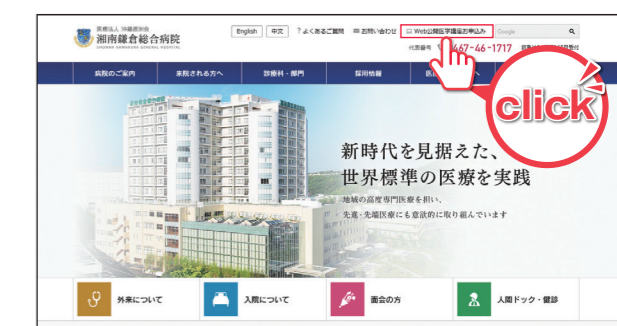 医療法人 沖縄徳洲会
湘南鎌倉総合病院
SHONAN KAMAKURA GENERAL HOSPITAL
English 中文 ? よくあるご質問 お問い合わせ Web公開医学講座お申込み Google
代表番号 467-46-1717
病院のご案内 来院される方へ 診療科・部門 採用情報
click
新時代を見据えた、
世界標準の医療を実践
地域の高度専門医療を担い、
先進・先端医療にも意欲的に取り組んでいます
外来について 入院について 面会の方 人間ドック・健診